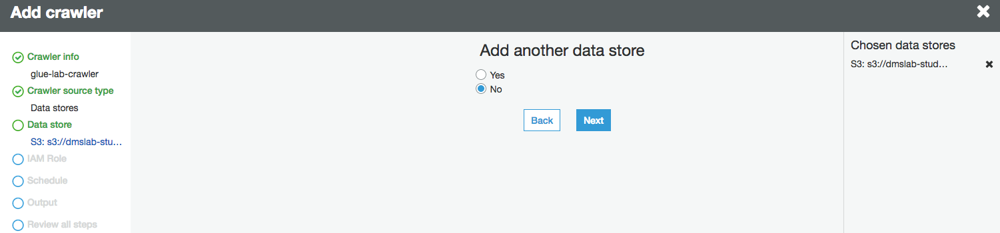 Add crawler
Crawler info
glue-lab-crawler
Crawler source type
Data stores
Data store
S3: s3://dmslab-stu...
IAM Role
Schedule
Output
Review all steps
Add another data store
Yes
No
Back
Next
Chosen data stores
S3: s3://dmslab-stud...